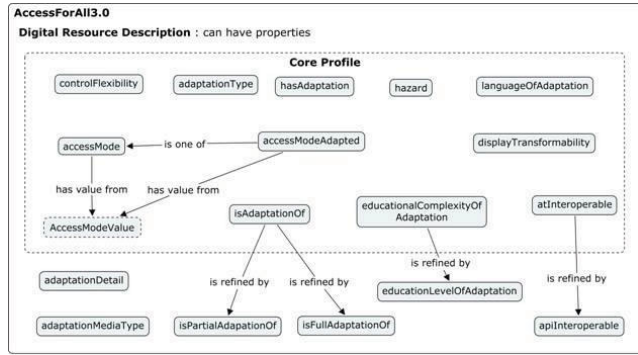 AccessForAll3.0
Digital Resource Description : can have properties
Core Profile
controlFlexibility
adaptationType
hasAdaptation
hazard
languageOfAdaptation
accessMode
is one of
accessModeAdapted
displayTransformability
has value from
has value from
AccessModeValue
isAdaptationOf
educationalComplexityOf
Adaptation
atInteroperable
adaptationDetail
is refined by
is refined by
is refined by
is refined by
educationLevelOfAdaptation
adaptationMediaType
isPartialAdapationOf
isFullAdaptationOf
apiInteroperable